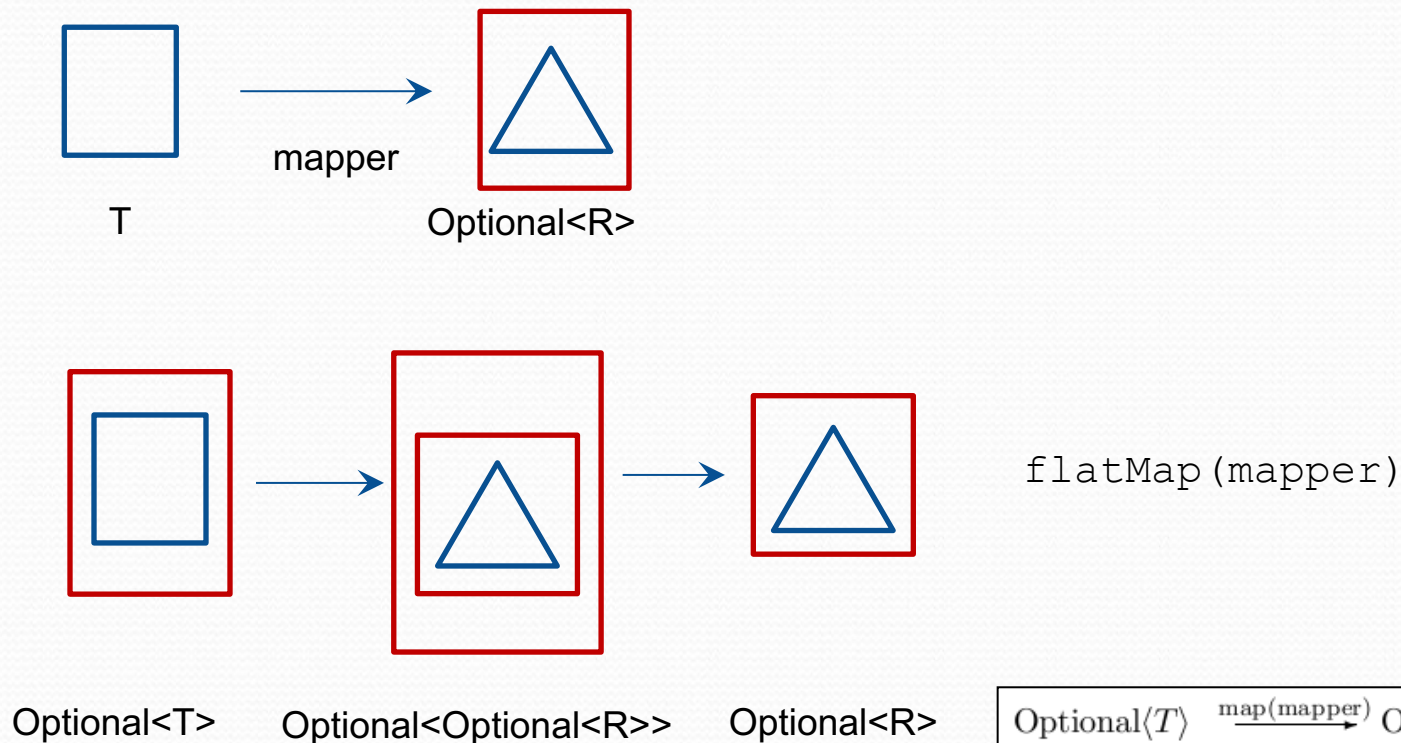 mapper
T
Optional<R>
flatMap(mapper)
Optional<T>
Optional<Optional<R>>
Optional<R>
Optional⟨T⟩ map(mapper)